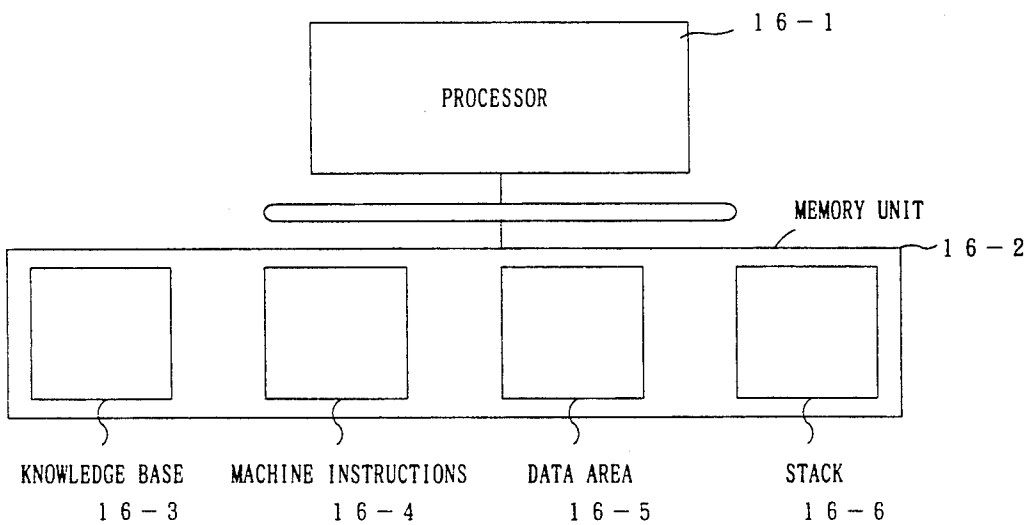 16-1
PROCESSOR
MEMORY UNIT
16-2
KNOWLEDGE BASE MACHINE INSTRUCTIONS DATA AREA STACK
16-3 16-4 16-5 16-6